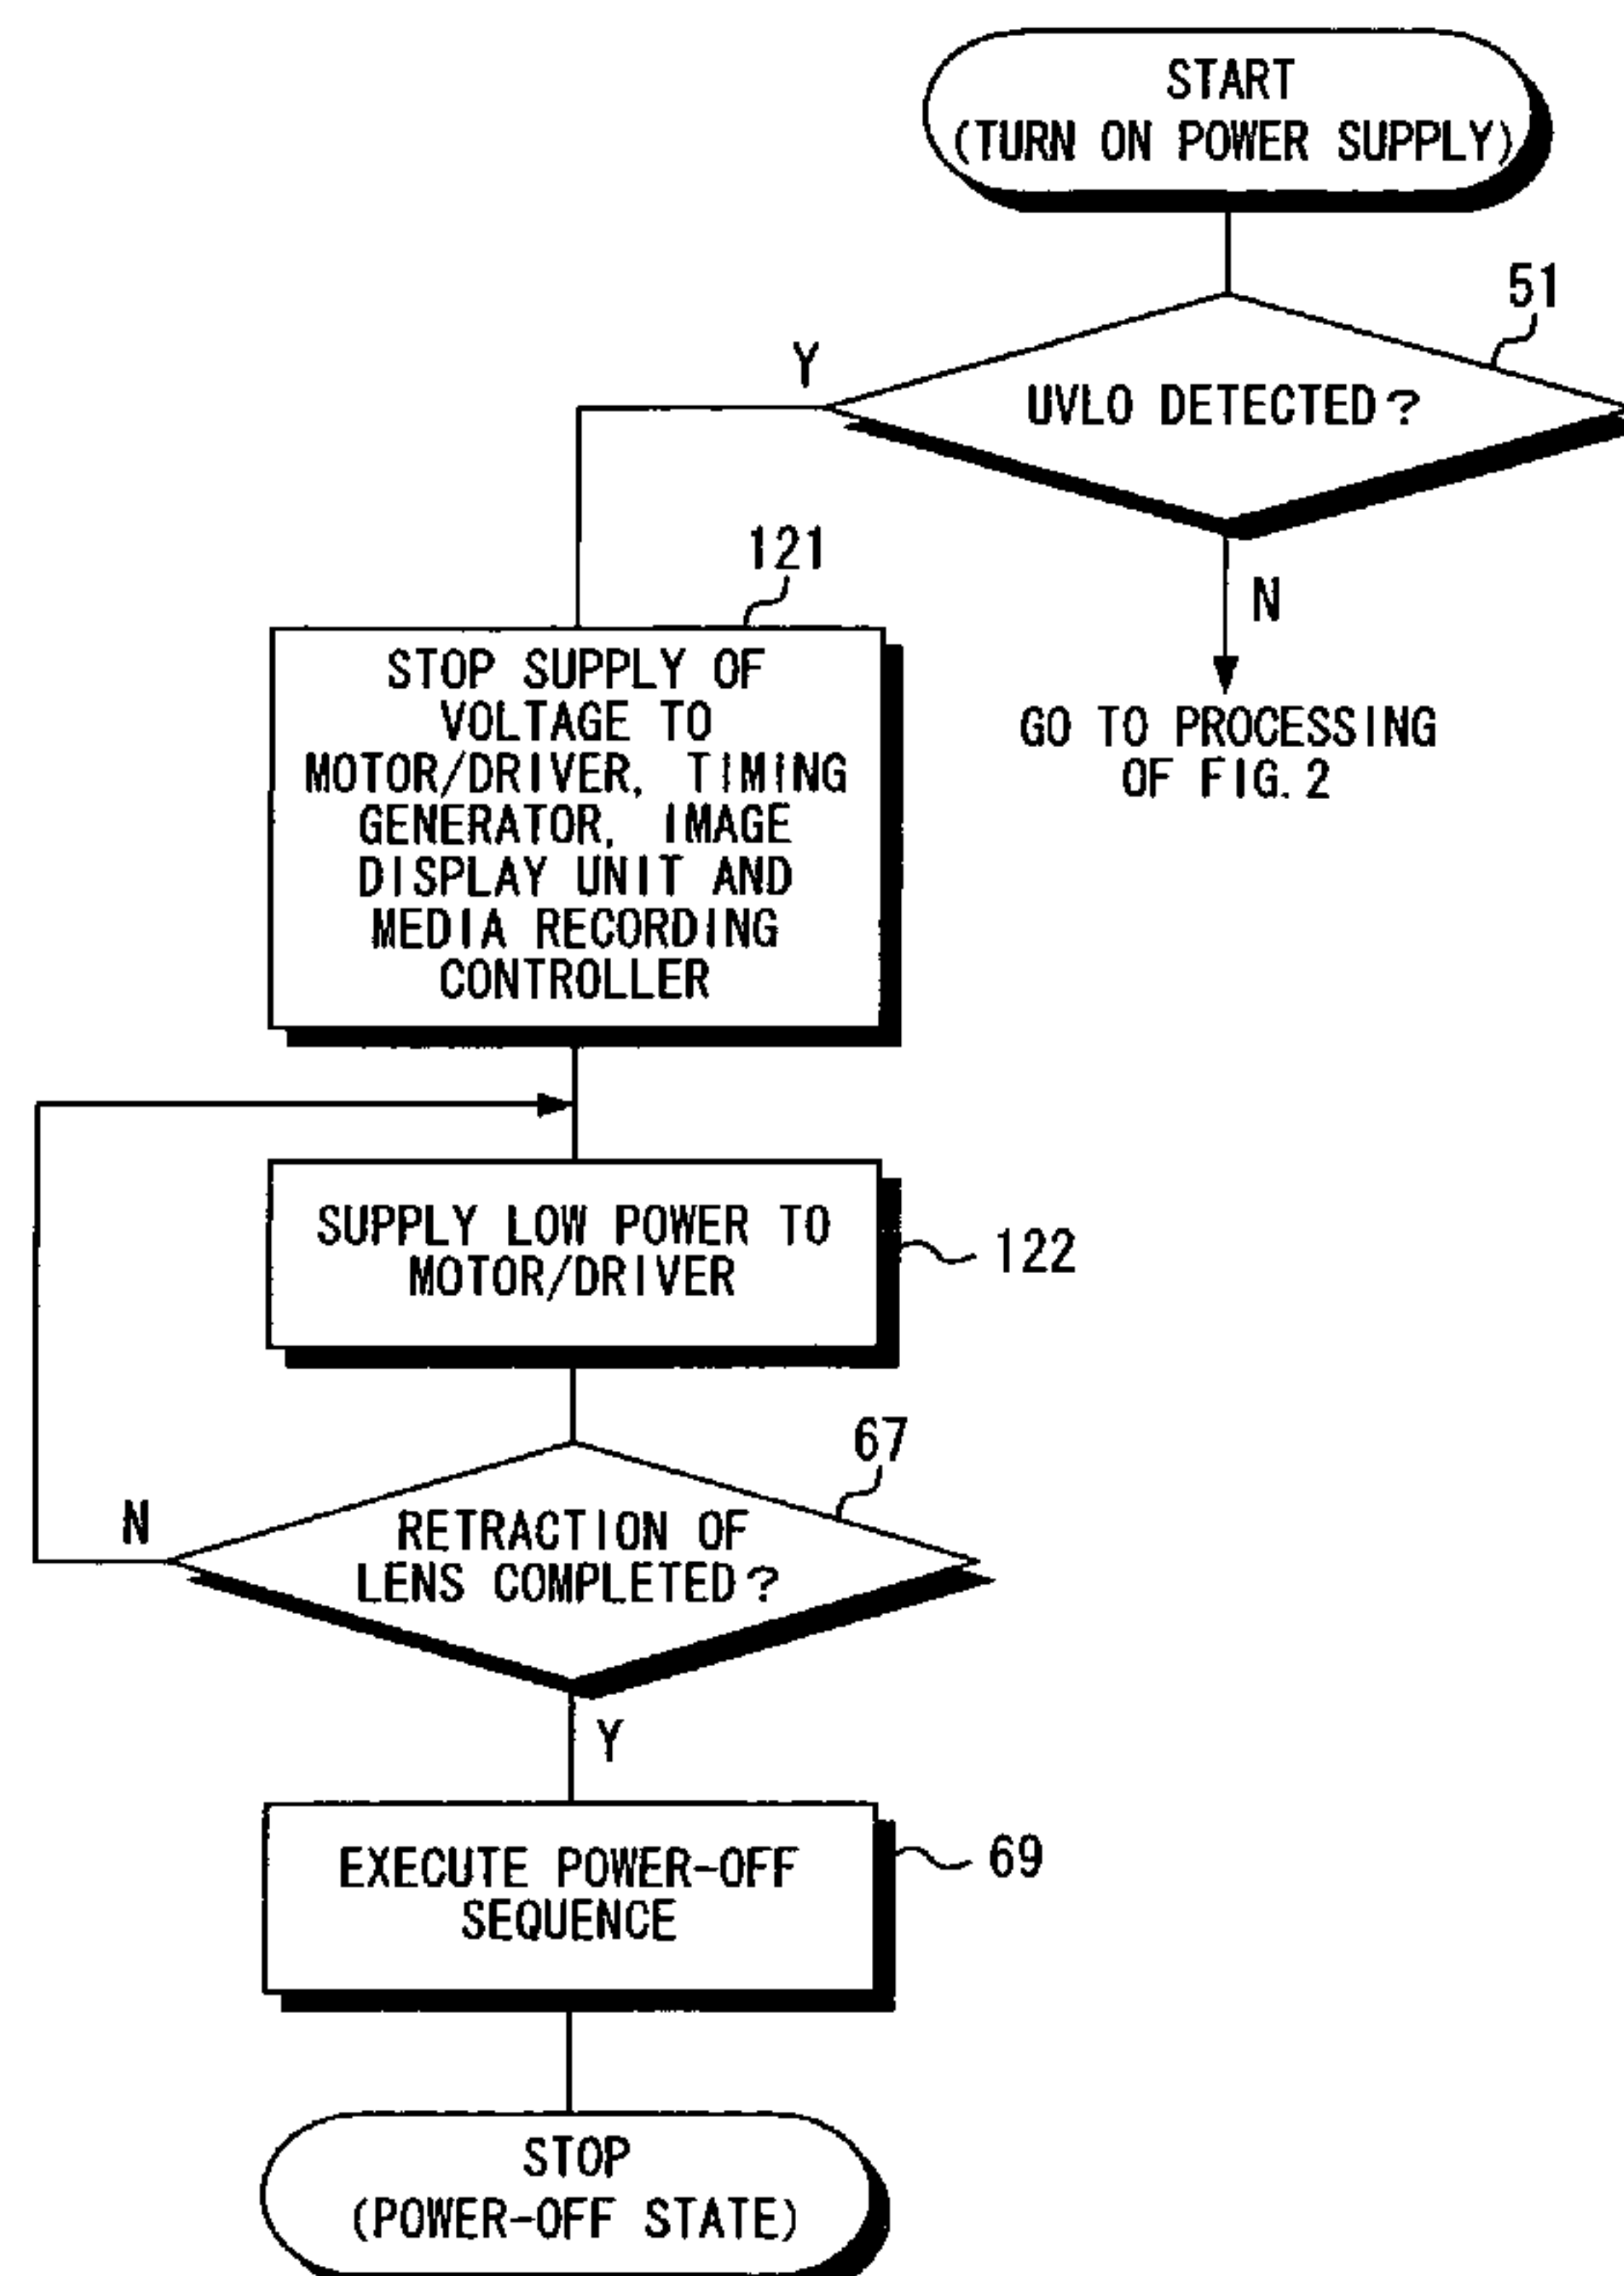 START
(TURN ON POWER SUPPLY)
51
Y
UVLO DETECTED?
121
N
STOP SUPPLY OF
VOLTAGE TO
MOTOR/DRIVER, TIMING
GENERATOR, IMAGE
DISPLAY UNIT AND
MEDIA RECORDING
CONTROLLER
GO TO PROCESSING
OF FIG. 2
SUPPLY LOW POWER TO
MOTOR/DRIVER
122
67
N
RETRACTION OF
LENS COMPLETED?
Y
EXECUTE POWER-OFF
SEQUENCE
69
STOP
(POWER-OFF STATE)